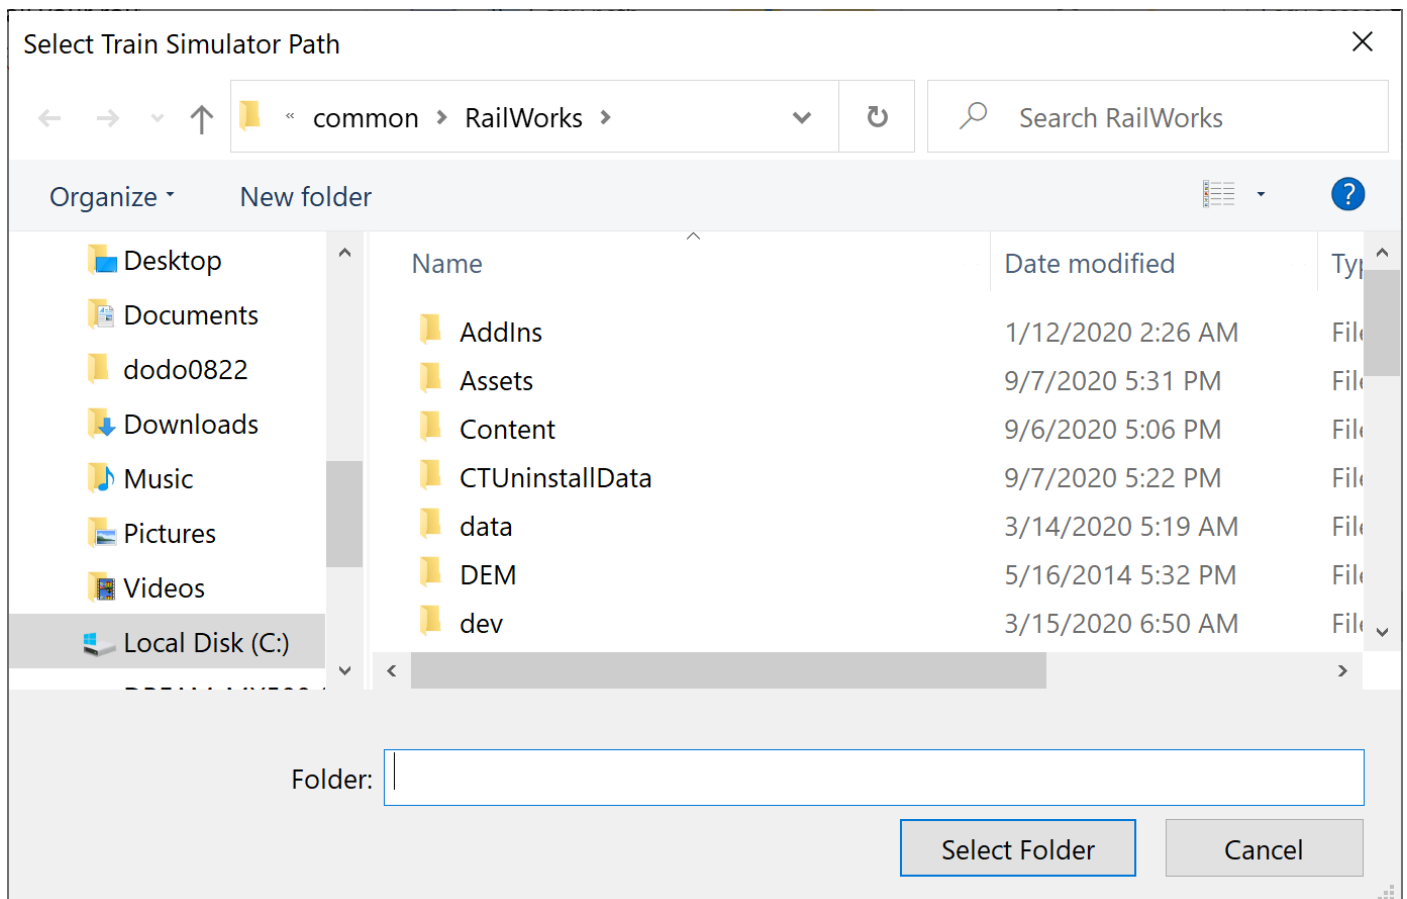 Select Train Simulator Path
« common > RailWorks >
Search RailWorks
Organize
New folder
?
Desktop
Documents
dodo0822
Downloads
Music
Pictures
Videos
Local Disk (C:)
Name Date modified
AddIns 1/12/2020 2:26 AM
Assets 9/7/2020 5:31 PM
Content 9/6/2020 5:06 PM
CTUninstallData 9/7/2020 5:22 PM
data 3/14/2020 5:19 AM
DEM 5/16/2014 5:32 PM
dev 3/15/2020 6:50 AM
Folder:
Select Folder
Cancel